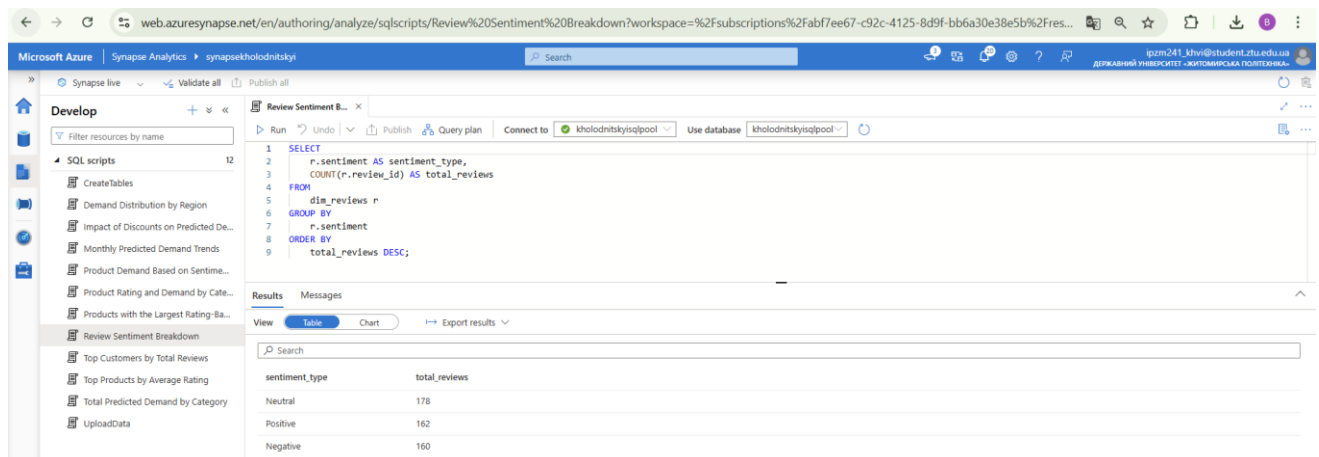 web.azuresynapse.net/en/authoring/analyze/sqlscripts/Review%20Sentiment%20Breakdown?workspace=%2Fsubscriptions%2Fabf7ee67-c92c-4125-8d9f-bb6a30e38e5b%2Fres...
B
Microsoft Azure | Synapse Analytics ▸ synapsekholodnitskyi
Search
3
20
ipzm241_khvi@student.ztu.edu.ua
ДЕРЖАВНИЙ УНІВЕРСИТЕТ «ЖИТОМИРСЬКА ПОЛІТЕХНІКА»
Synapse live
Validate all
Publish all
Develop
Filter resources by name
SQL scripts 12
CreateTables
Demand Distribution by Region
Impact of Discounts on Predicted De...
Monthly Predicted Demand Trends
Product Demand Based on Sentime...
Product Rating and Demand by Cate...
Products with the Largest Rating-Ba...
Review Sentiment Breakdown
Top Customers by Total Reviews
Top Products by Average Rating
Total Predicted Demand by Category
UploadData
Review Sentiment B...
Run Undo Publish Query plan Connect to kholodnitskyisqlpool Use database kholodnitskyisqlpool
1 SELECT
2 r.sentiment AS sentiment_type,
3 COUNT(r.review_id) AS total_reviews
4 FROM
5 dim_reviews r
6 GROUP BY
7 r.sentiment
8 ORDER BY
9 total_reviews DESC;
Results Messages
View Table Chart Export results
Search
sentiment_type total_reviews
Neutral 178
Positive 162
Negative 160